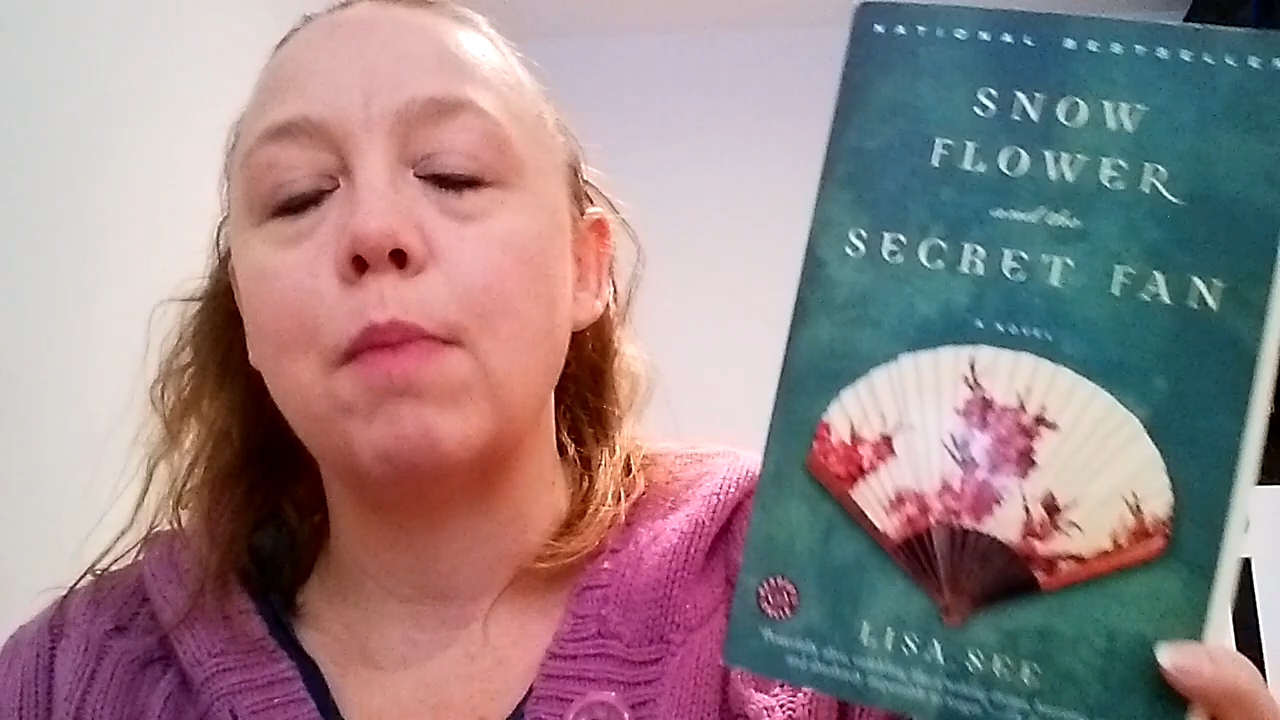 NATIONAL BESTSELLER
SNOW
FLOWER
and the
SECRET FAN
A NOVEL
LISA SEE